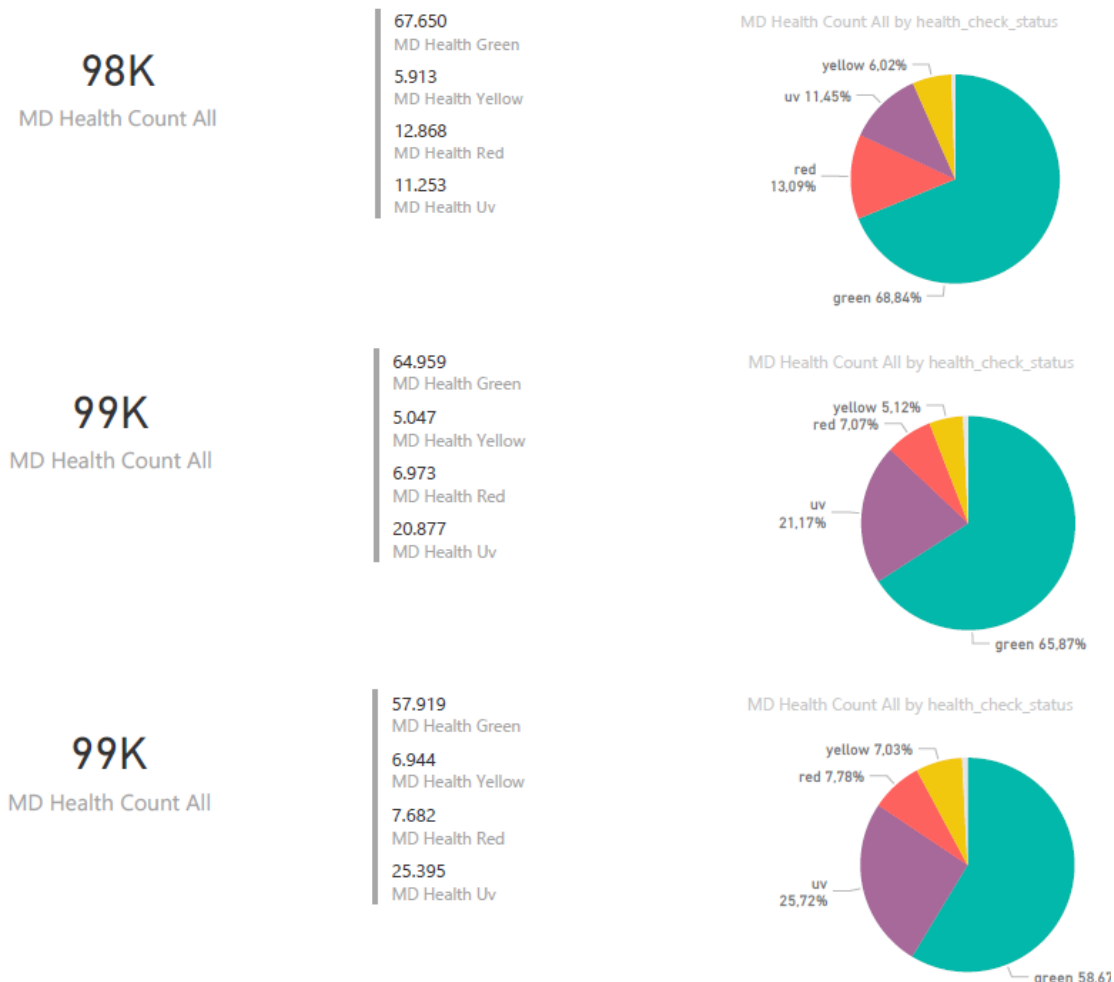 98K
MD Health Count All
67.650
MD Health Green
5.913
MD Health Yellow
12.868
MD Health Red
11.253
MD Health Uv
MD Health Count All by health_check_status
yellow 6,02%
uv 11,45%
red
13,09%
green 68,84%
99K
MD Health Count All
64.959
MD Health Green
5.047
MD Health Yellow
6.973
MD Health Red
20.877
MD Health Uv
MD Health Count All by health_check_status
yellow 5,12%
red 7,07%
uv
21,17%
green 65,87%
99K
MD Health Count All
57.919
MD Health Green
6.944
MD Health Yellow
7.682
MD Health Red
25.395
MD Health Uv
MD Health Count All by health_check_status
yellow 7,03%
red 7,78%
uv
25,72%
green 58,67